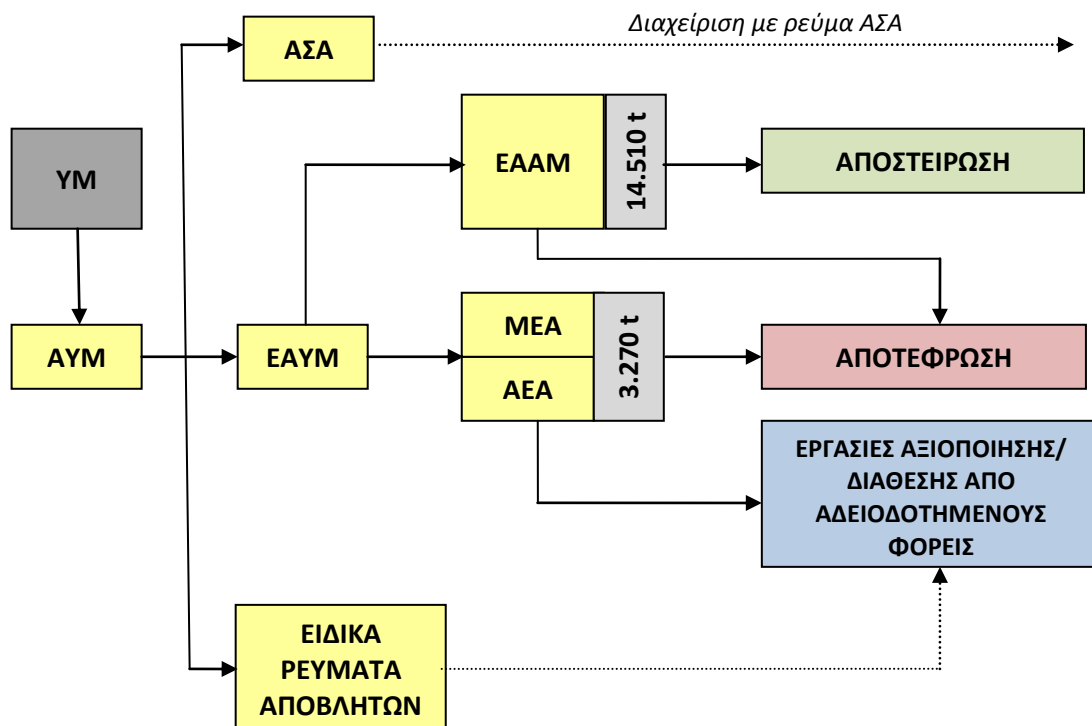 Διαχείριση με ρεύμα ΑΣΑ
ΑΣΑ
ΥΜ
ΕΑΑΜ
14.510 t
ΑΠΟΣΤΕΙΡΩΣΗ
ΑΥΜ
ΕΑΥΜ
ΜΕΑ
ΑΕΑ
3.270 t
ΑΠΟΤΕΦΡΩΣΗ
ΕΡΓΑΣΙΕΣ ΑΞΙΟΠΟΙΗΣΗΣ/
ΔΙΑΘΕΣΗΣ ΑΠΟ
ΑΔΕΙΟΔΟΤΗΜΕΝΟΥΣ
ΦΟΡΕΙΣ
ΕΙΔΙΚΑ
ΡΕΥΜΑΤΑ
ΑΠΟΒΛΗΤΩΝ